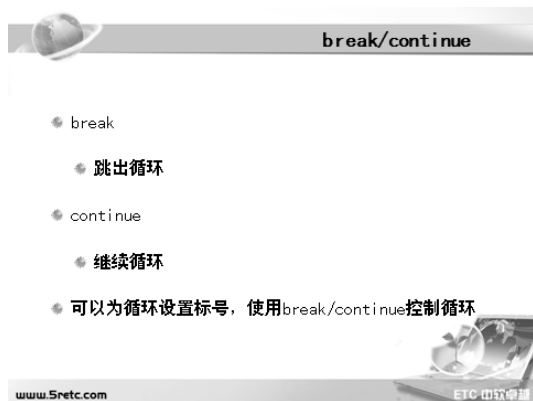 break/continue
break
跳出循环
continue
继续循环
可以为循环设置标号，使用break/continue控制循环
www.5retc.com
ETC 中软卓越